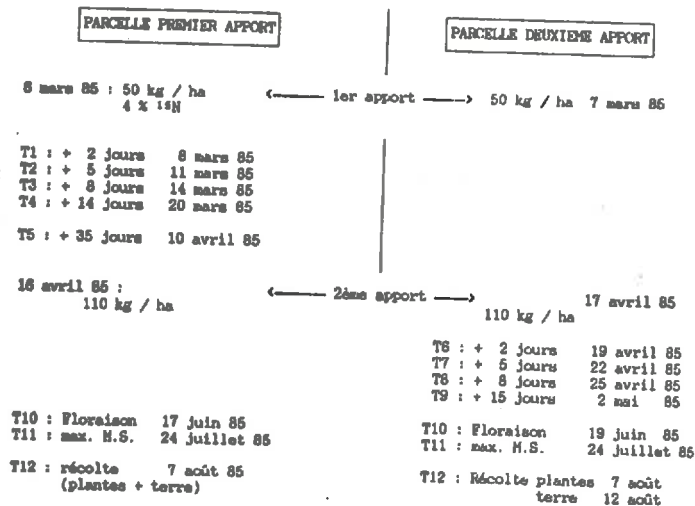 PARCELLE PREMIER APPORT
PARCELLE DEUXIEME APPORT
6 mars 85 : 50 kg / ha <—— 1er apport ——> 50 kg / ha 7 mars 85
4 % 15N
T1 : + 2 jours 8 mars 85
T2 : + 5 jours 11 mars 85
T3 : + 8 jours 14 mars 85
T4 : + 14 jours 20 mars 85
T5 : + 35 jours 10 avril 85
16 avril 85 :
110 kg / ha
<—— 2ème apport ——>
17 avril 85
110 kg / ha
T6 : + 2 jours 19 avril 85
T7 : + 5 jours 22 avril 85
T8 : + 8 jours 25 avril 85
T9 : + 15 jours 2 mai 85
T10 : Floraison 17 juin 85
T11 : max. M.S. 24 juillet 85
T12 : récolte 7 août 85
(plantes + terre)
T10 : Floraison 19 juin 85
T11 : max. M.S. 24 juillet 85
T12 : Récolte plantes 7 août
terre 12 août